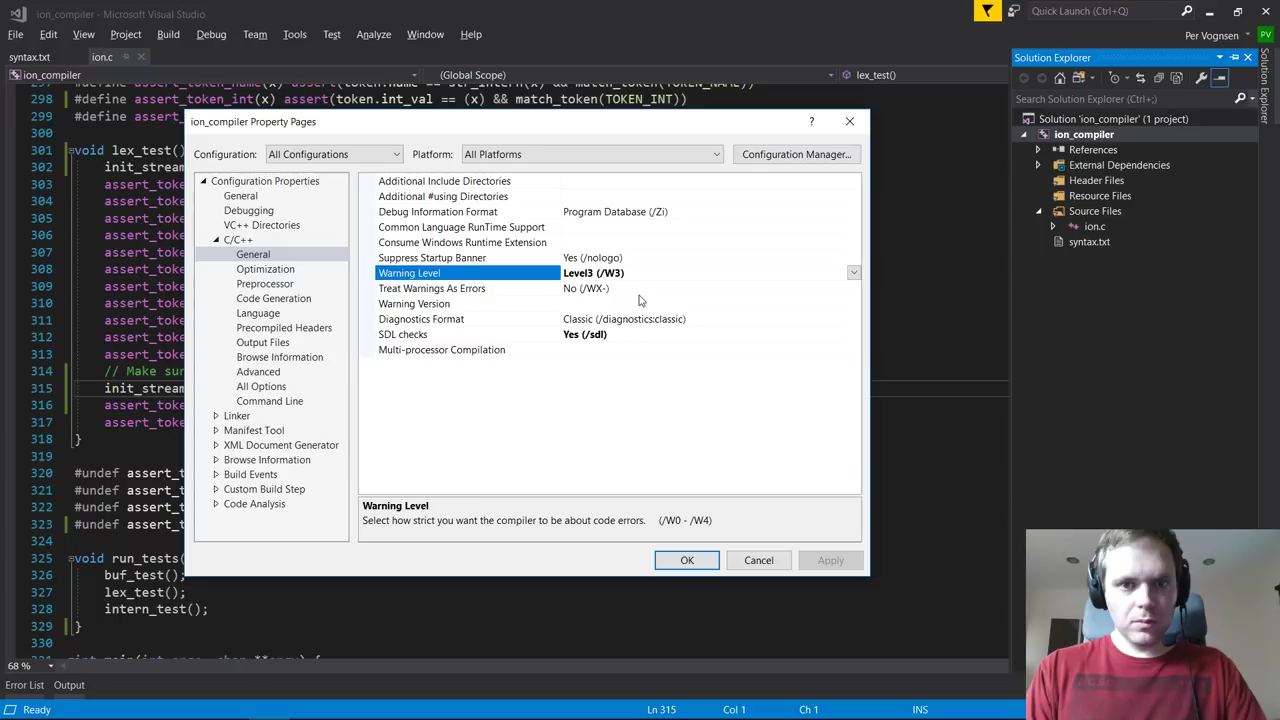 ion_compiler - Microsoft Visual Studio
Quick Launch (Ctrl+Q)
File Edit View Project Build Debug Team Tools Test Analyze Window Help
Per Vognsen
PV
syntax.txt
ion.c
Solution Explorer
ion_compiler
(Global Scope)
lex_test()
Search Solution Explorer (Ctrl+;)
298 #define assert_token_int(x) assert(token.int_val == (x) && match_token(TOKEN_INT))
299 #define assert
300
301 void lex_test()
302 init_stream
303 assert_toke
304 assert_toke
305 assert_toke
306 assert_toke
307 assert_toke
308 assert_toke
309 assert_toke
310 assert_toke
311 assert_toke
312 assert_toke
313 assert_toke
314 // Make sur
315 init_stream
316 assert_toke
317 assert_toke
318 }
319
320 #undef assert_t
321 #undef assert_t
322 #undef assert_t
323 #undef assert_t
324
325 void run_tests(
326 buf_test();
327 lex_test();
328 intern_test();
329 }
330
ion_compiler Property Pages
Configuration: All Configurations
Platform: All Platforms
Configuration Manager...
Configuration Properties
General
Debugging
VC++ Directories
C/C++
General
Optimization
Preprocessor
Code Generation
Language
Precompiled Headers
Output Files
Browse Information
Advanced
All Options
Command Line
Linker
Manifest Tool
XML Document Generator
Browse Information
Build Events
Custom Build Step
Code Analysis
Additional Include Directories
Additional #using Directories
Debug Information Format Program Database (/Zi)
Common Language RunTime Support
Consume Windows Runtime Extension
Suppress Startup Banner Yes (/nologo)
Warning Level Level3 (/W3)
Treat Warnings As Errors No (/WX-)
Warning Version
Diagnostics Format Classic (/diagnostics:classic)
SDL checks Yes (/sdl)
Multi-processor Compilation
Warning Level
Select how strict you want the compiler to be about code errors. (/W0 - /W4)
OK
Cancel
Apply
Solution 'ion_compiler' (1 project)
ion_compiler
References
External Dependencies
Header Files
Resource Files
Source Files
ion.c
syntax.txt
Solution Explorer
Team Explorer
68 %
Error List Output
Ready
Ln 315
Col 1
Ch 1
INS